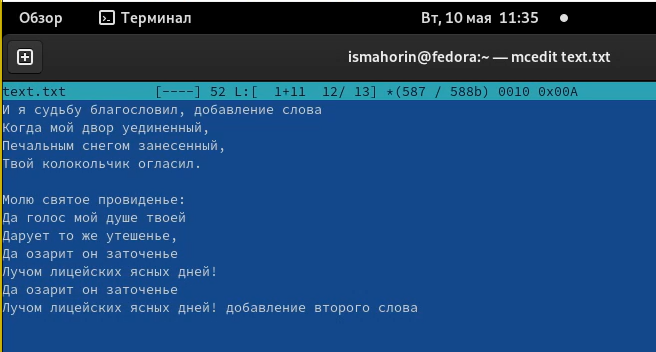 Обзор Терминал Вт, 10 мая 11:35
ismahorin@fedora:~ — mcedit text.txt
text.txt [----] 52 L:[ 1+11 12/ 13] *(587 / 588b) 0010 0x00A
И я судьбу благословил, добавление слова
Когда мой двор уединенный,
Печальным снегом занесенный,
Твой колокольчик огласил.

Молю святое провиденье:
Да голос мой душе твоей
Дарует то же утешенье,
Да озарит он заточенье
Лучом лицейских ясных дней!
Да озарит он заточенье
Лучом лицейских ясных дней! добавление второго слова